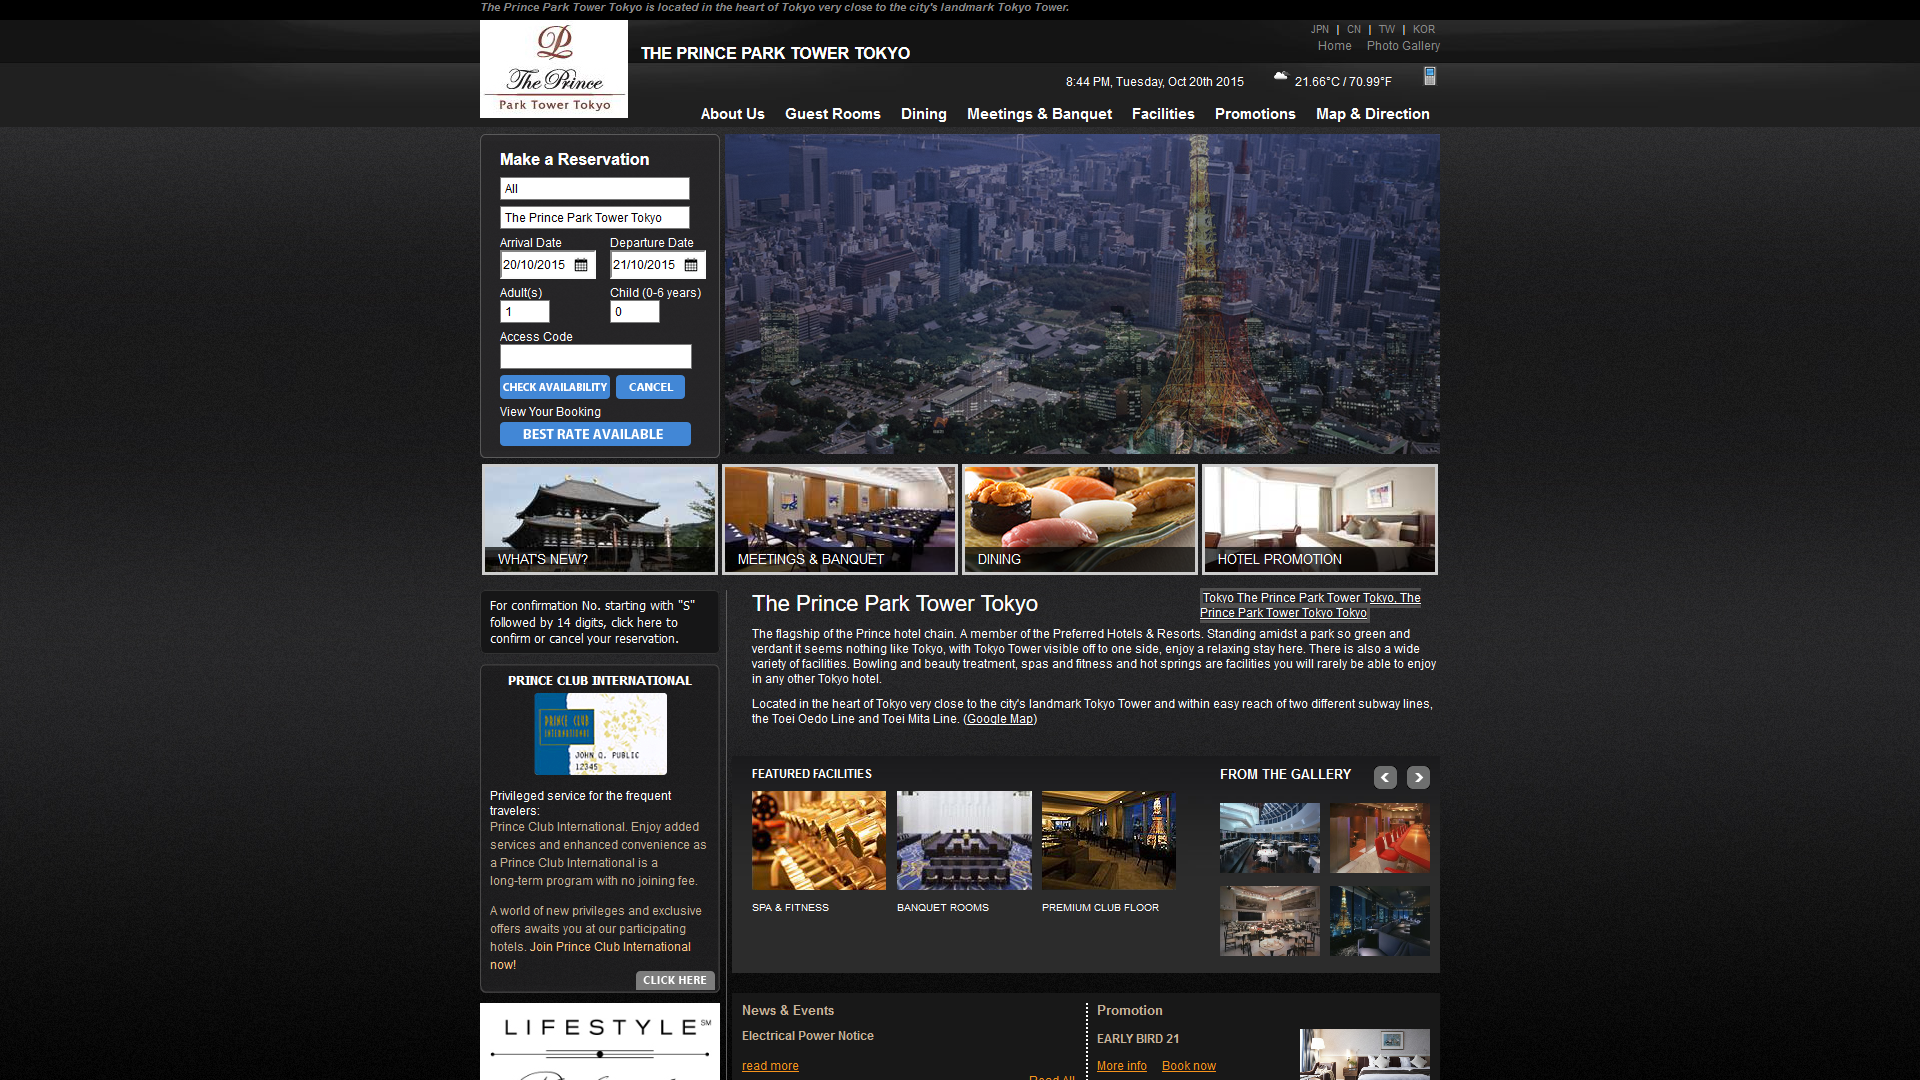 The Prince Park Tower Tokyo is located in the heart of Tokyo very close to the city's landmark Tokyo Tower.
JPN | CN | TW | KOR
Home Photo Gallery
P
The Prince
Park Tower Tokyo
THE PRINCE PARK TOWER TOKYO
8:44 PM, Tuesday, Oct 20th 2015
21.66°C / 70.99°F
About Us Guest Rooms Dining Meetings & Banquet Facilities Promotions Map & Direction
Make a Reservation
All
The Prince Park Tower Tokyo
Arrival Date Departure Date
20/10/2015 21/10/2015
Adult(s) Child (0-6 years)
1 0
Access Code
CHECK AVAILABILITY CANCEL
View Your Booking
BEST RATE AVAILABLE
WHAT'S NEW?
MEETINGS & BANQUET
DINING
HOTEL PROMOTION
For confirmation No. starting with "S"
followed by 14 digits, click here to
confirm or cancel your reservation.
PRINCE CLUB INTERNATIONAL
PRINCE CLUB
INTERNATIONAL
JOHN Q. PUBLIC
12345
Privileged service for the frequent
travelers:
Prince Club International. Enjoy added
services and enhanced convenience as
a Prince Club International is a
long-term program with no joining fee.
A world of new privileges and exclusive
offers awaits you at our participating
hotels. Join Prince Club International
now!
CLICK HERE
LIFESTYLE SM
The Prince Park Tower Tokyo
Tokyo The Prince Park Tower Tokyo, The
Prince Park Tower Tokyo Tokyo
The flagship of the Prince hotel chain. A member of the Preferred Hotels & Resorts. Standing amidst a park so green and
verdant it seems nothing like Tokyo, with Tokyo Tower visible off to one side, enjoy a relaxing stay here. There is also a wide
variety of facilities. Bowling and beauty treatment, spas and fitness and hot springs are facilities you will rarely be able to enjoy
in any other Tokyo hotel.
Located in the heart of Tokyo very close to the city's landmark Tokyo Tower and within easy reach of two different subway lines,
the Toei Oedo Line and Toei Mita Line. (Google Map)
FEATURED FACILITIES
SPA & FITNESS
BANQUET ROOMS
PREMIUM CLUB FLOOR
FROM THE GALLERY
News & Events
Electrical Power Notice
read more
Read All
Promotion
EARLY BIRD 21
More info Book now